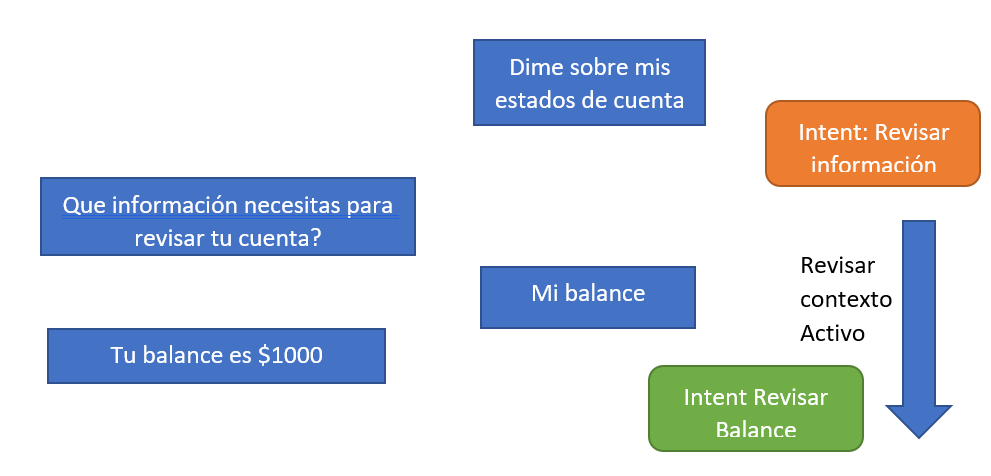 Dime sobre mis
estados de cuenta
Intent: Revisar
información
Que información necesitas para
revisar tu cuenta?
Revisar
contexto
Activo
Mi balance
Tu balance es $1000
Intent Revisar
Balance